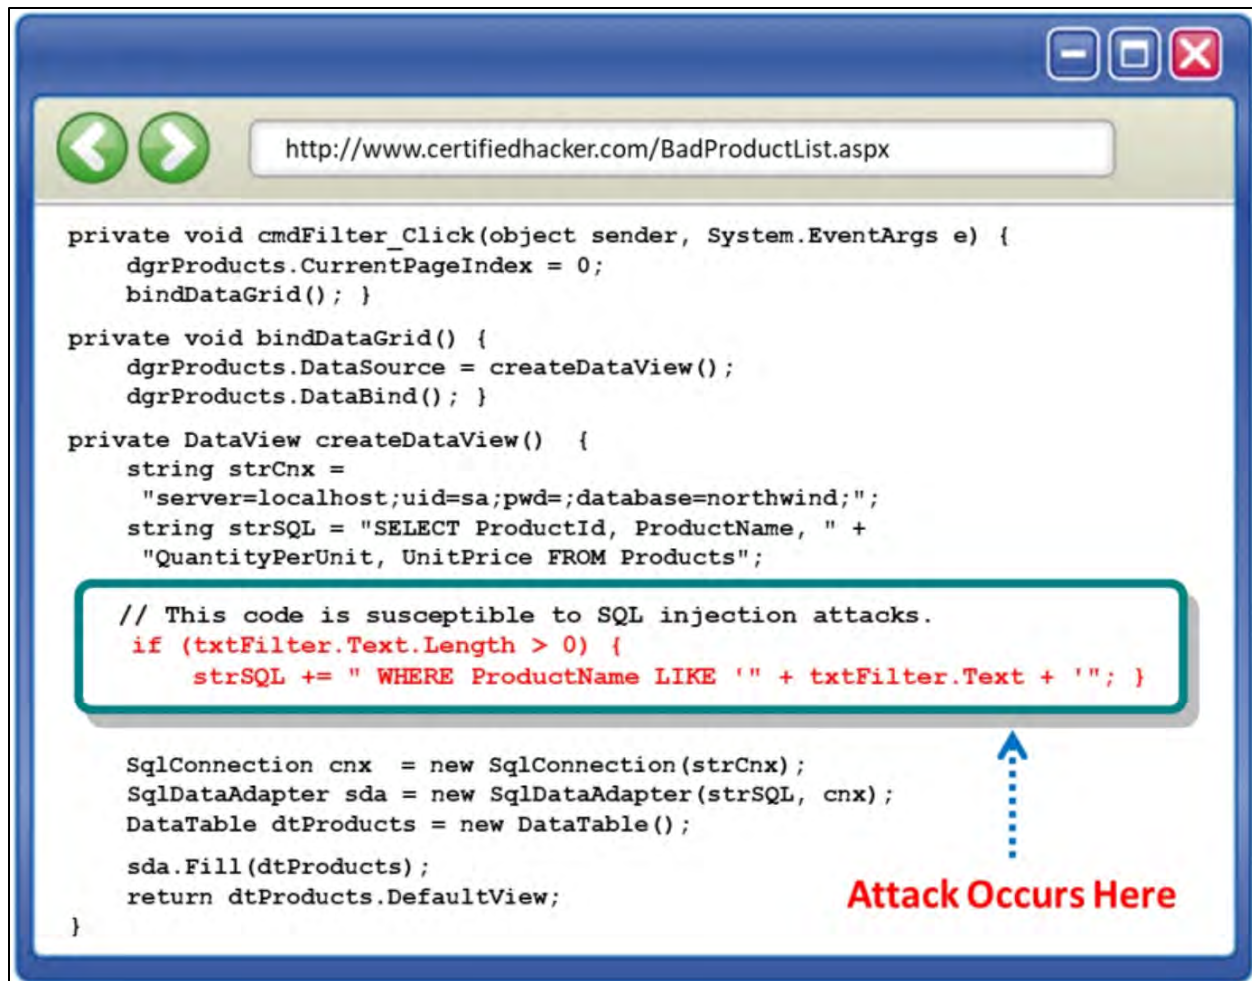 http://www.certifiedhacker.com/BadProductList.aspx
private void cmdFilter_Click(object sender, System.EventArgs e) {
dgrProducts.CurrentPageIndex = 0;
bindDataGrid(); }
private void bindDataGrid() {
dgrProducts.DataSource = createDataView();
dgrProducts.DataBind(); }
private DataView createDataView()  {
string strCnx =
"server=localhost;uid=sa;pwd=;database=northwind;";
string strSQL = "SELECT ProductId, ProductName, " +
"QuantityPerUnit, UnitPrice FROM Products";
// This code is susceptible to SQL injection attacks.
if (txtFilter.Text.Length > 0) {
strSQL += " WHERE ProductName LIKE '" + txtFilter.Text + '"; }
SqlConnection cnx  = new SqlConnection(strCnx);
SqlDataAdapter sda = new SqlDataAdapter(strSQL, cnx);
DataTable dtProducts = new DataTable();
sda.Fill(dtProducts);
return dtProducts.DefaultView;
}
Attack Occurs Here